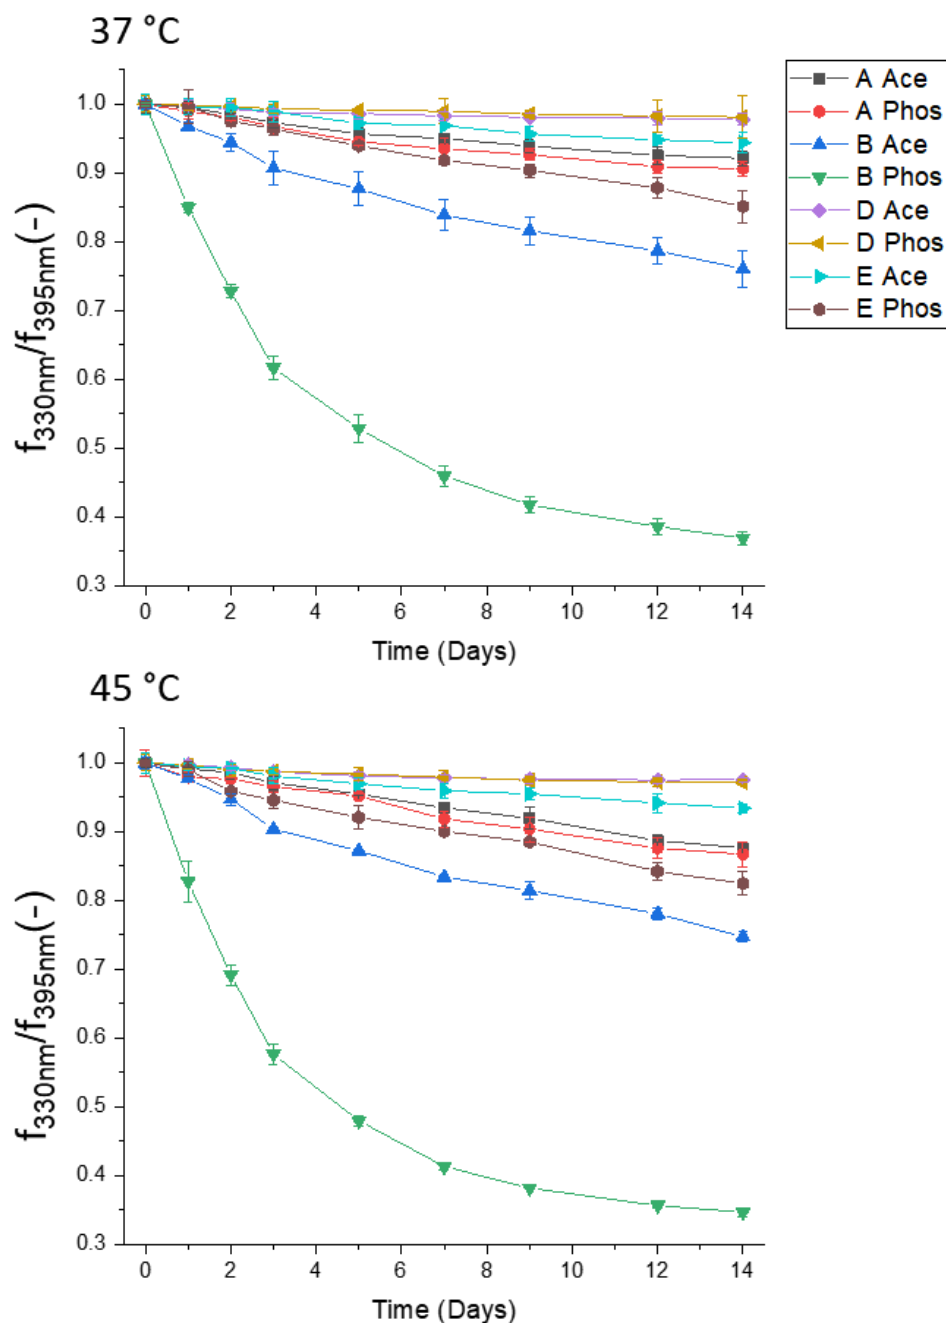 37 °C
1.0
0.9
0.8
0.7
0.6
0.5
0.4
0.3
f330nm/f395nm(-)
0 2 4 6 8 10 12 14
Time (Days)
A Ace
A Phos
B Ace
B Phos
D Ace
D Phos
E Ace
E Phos
45 °C
1.0
0.9
0.8
0.7
0.6
0.5
0.4
0.3
f330nm/f395nm(-)
0 2 4 6 8 10 12 14
Time (Days)